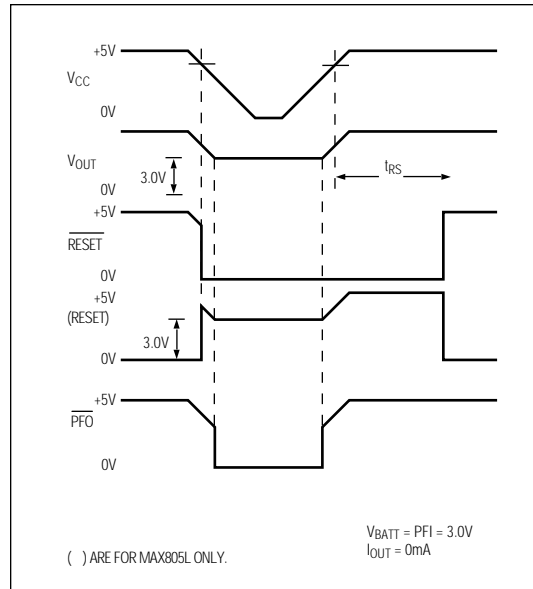 +5V
VCC
0V
VOUT
3.0V
tRS
0V
+5V
RESET
0V
+5V
(RESET)
3.0V
0V
+5V
PFO
0V
VBATT = PFI = 3.0V
IOUT = 0mA
( ) ARE FOR MAX805L ONLY.